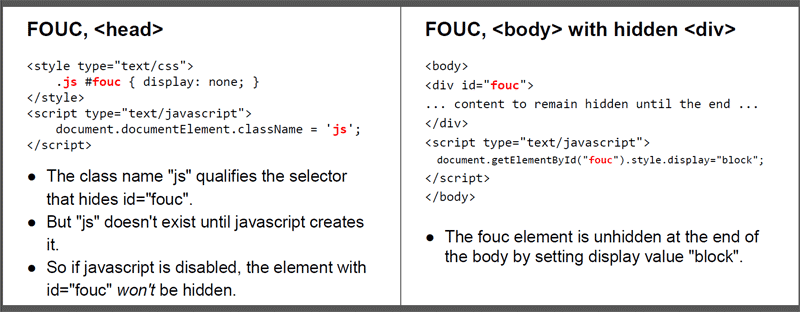 FOUC, <head>
<style type="text/css">
.js #fouc { display: none; }
</style>
<script type="text/javascript">
document.documentElement.className = 'js';
</script>
● The class name "js" qualifies the selector
that hides id="fouc".
● But "js" doesn't exist until javascript creates
it.
● So if javascript is disabled, the element with
id="fouc" won't be hidden.
FOUC, <body> with hidden <div>
<body>
<div id="fouc">
... content to remain hidden until the end ...
</div>
<script type="text/javascript">
document.getElementById("fouc").style.display="block";
</script>
</body>
● The fouc element is unhidden at the end of
the body by setting display value "block".